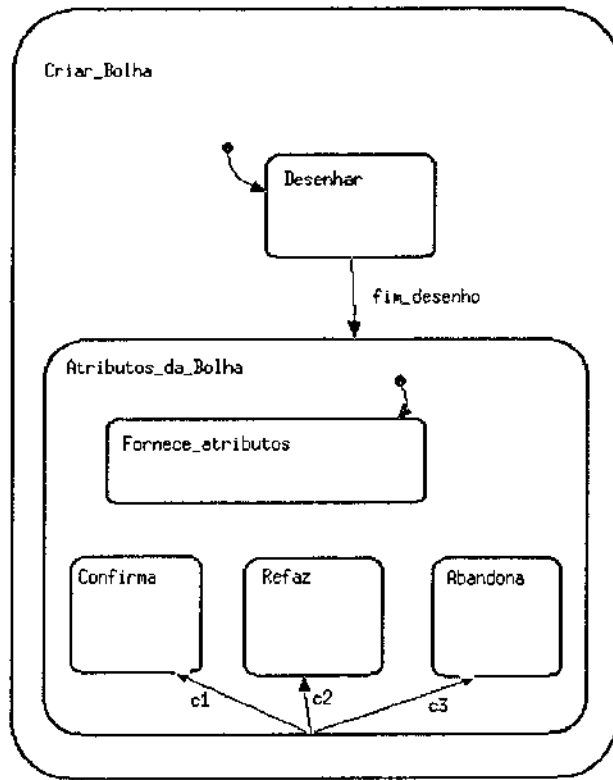 Criar_Bolha
Desenhar
fim_desenho
Atributos_da_Bolha
Fornece_atributos
Confirma
Refaz
Abandona
c1
c2
c3